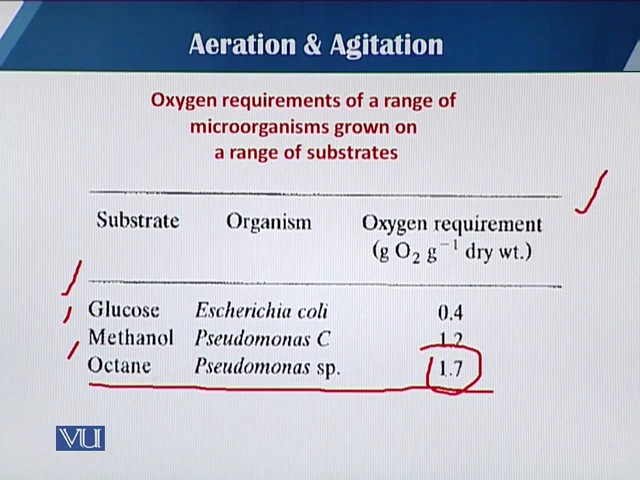 Aeration & Agitation
Oxygen requirements of a range of
microorganisms grown on
a range of substrates
Substrate Organism Oxygen requirement
(g O₂ g⁻¹ dry wt.)
Glucose Escherichia coli 0.4
Methanol Pseudomonas C 1.2
Octane Pseudomonas sp. 1.7
VU